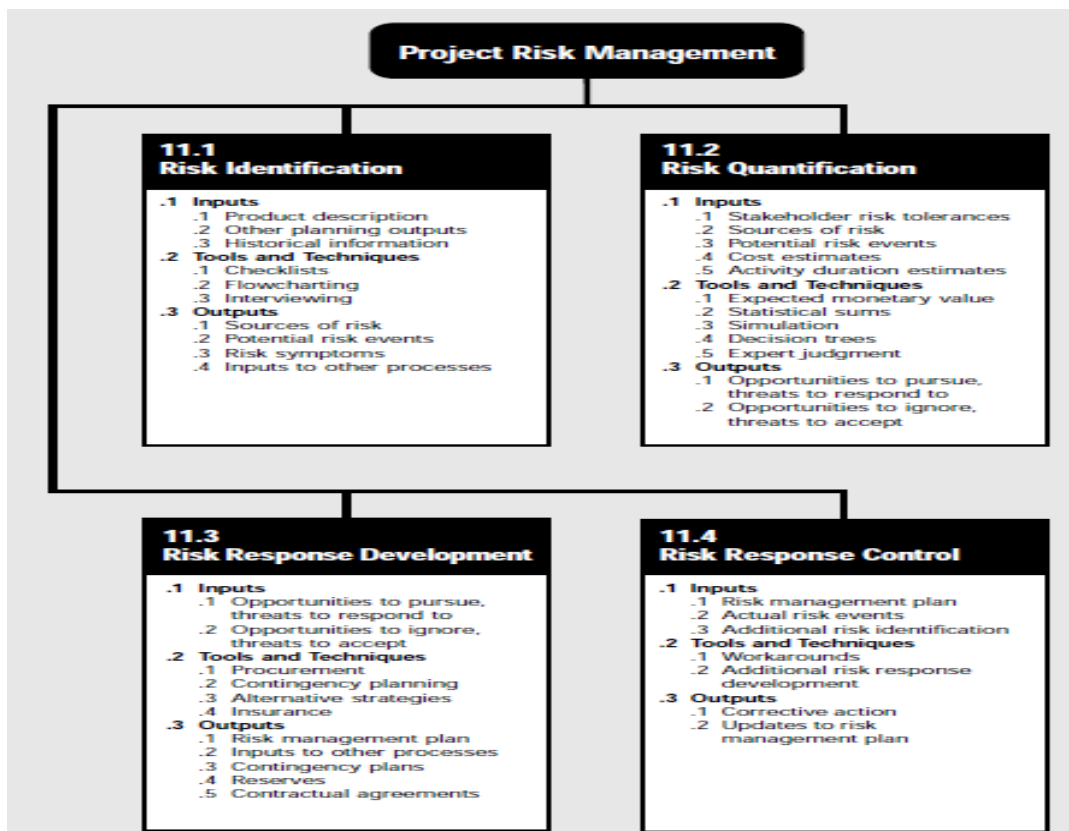 Project Risk Management
11.1
Risk Identification
.1 Inputs
.1 Product description
.2 Other planning outputs
.3 Historical information
.2 Tools and Techniques
.1 Checklists
.2 Flowcharting
.3 Interviewing
.3 Outputs
.1 Sources of risk
.2 Potential risk events
.3 Risk symptoms
.4 Inputs to other processes
11.2
Risk Quantification
.1 Inputs
.1 Stakeholder risk tolerances
.2 Sources of risk
.3 Potential risk events
.4 Cost estimates
.5 Activity duration estimates
.2 Tools and Techniques
.1 Expected monetary value
.2 Statistical sums
.3 Simulation
.4 Decision trees
.5 Expert judgment
.3 Outputs
.1 Opportunities to pursue,
threats to respond to
.2 Opportunities to ignore,
threats to accept
11.3
Risk Response Development
.1 Inputs
.1 Opportunities to pursue,
threats to respond to
.2 Opportunities to ignore,
threats to accept
.2 Tools and Techniques
.1 Procurement
.2 Contingency planning
.3 Alternative strategies
.4 Insurance
.3 Outputs
.1 Risk management plan
.2 Inputs to other processes
.3 Contingency plans
.4 Reserves
.5 Contractual agreements
11.4
Risk Response Control
.1 Inputs
.1 Risk management plan
.2 Actual risk events
.3 Additional risk identification
.2 Tools and Techniques
.1 Workarounds
.2 Additional risk response
development
.3 Outputs
.1 Corrective action
.2 Updates to risk
management plan